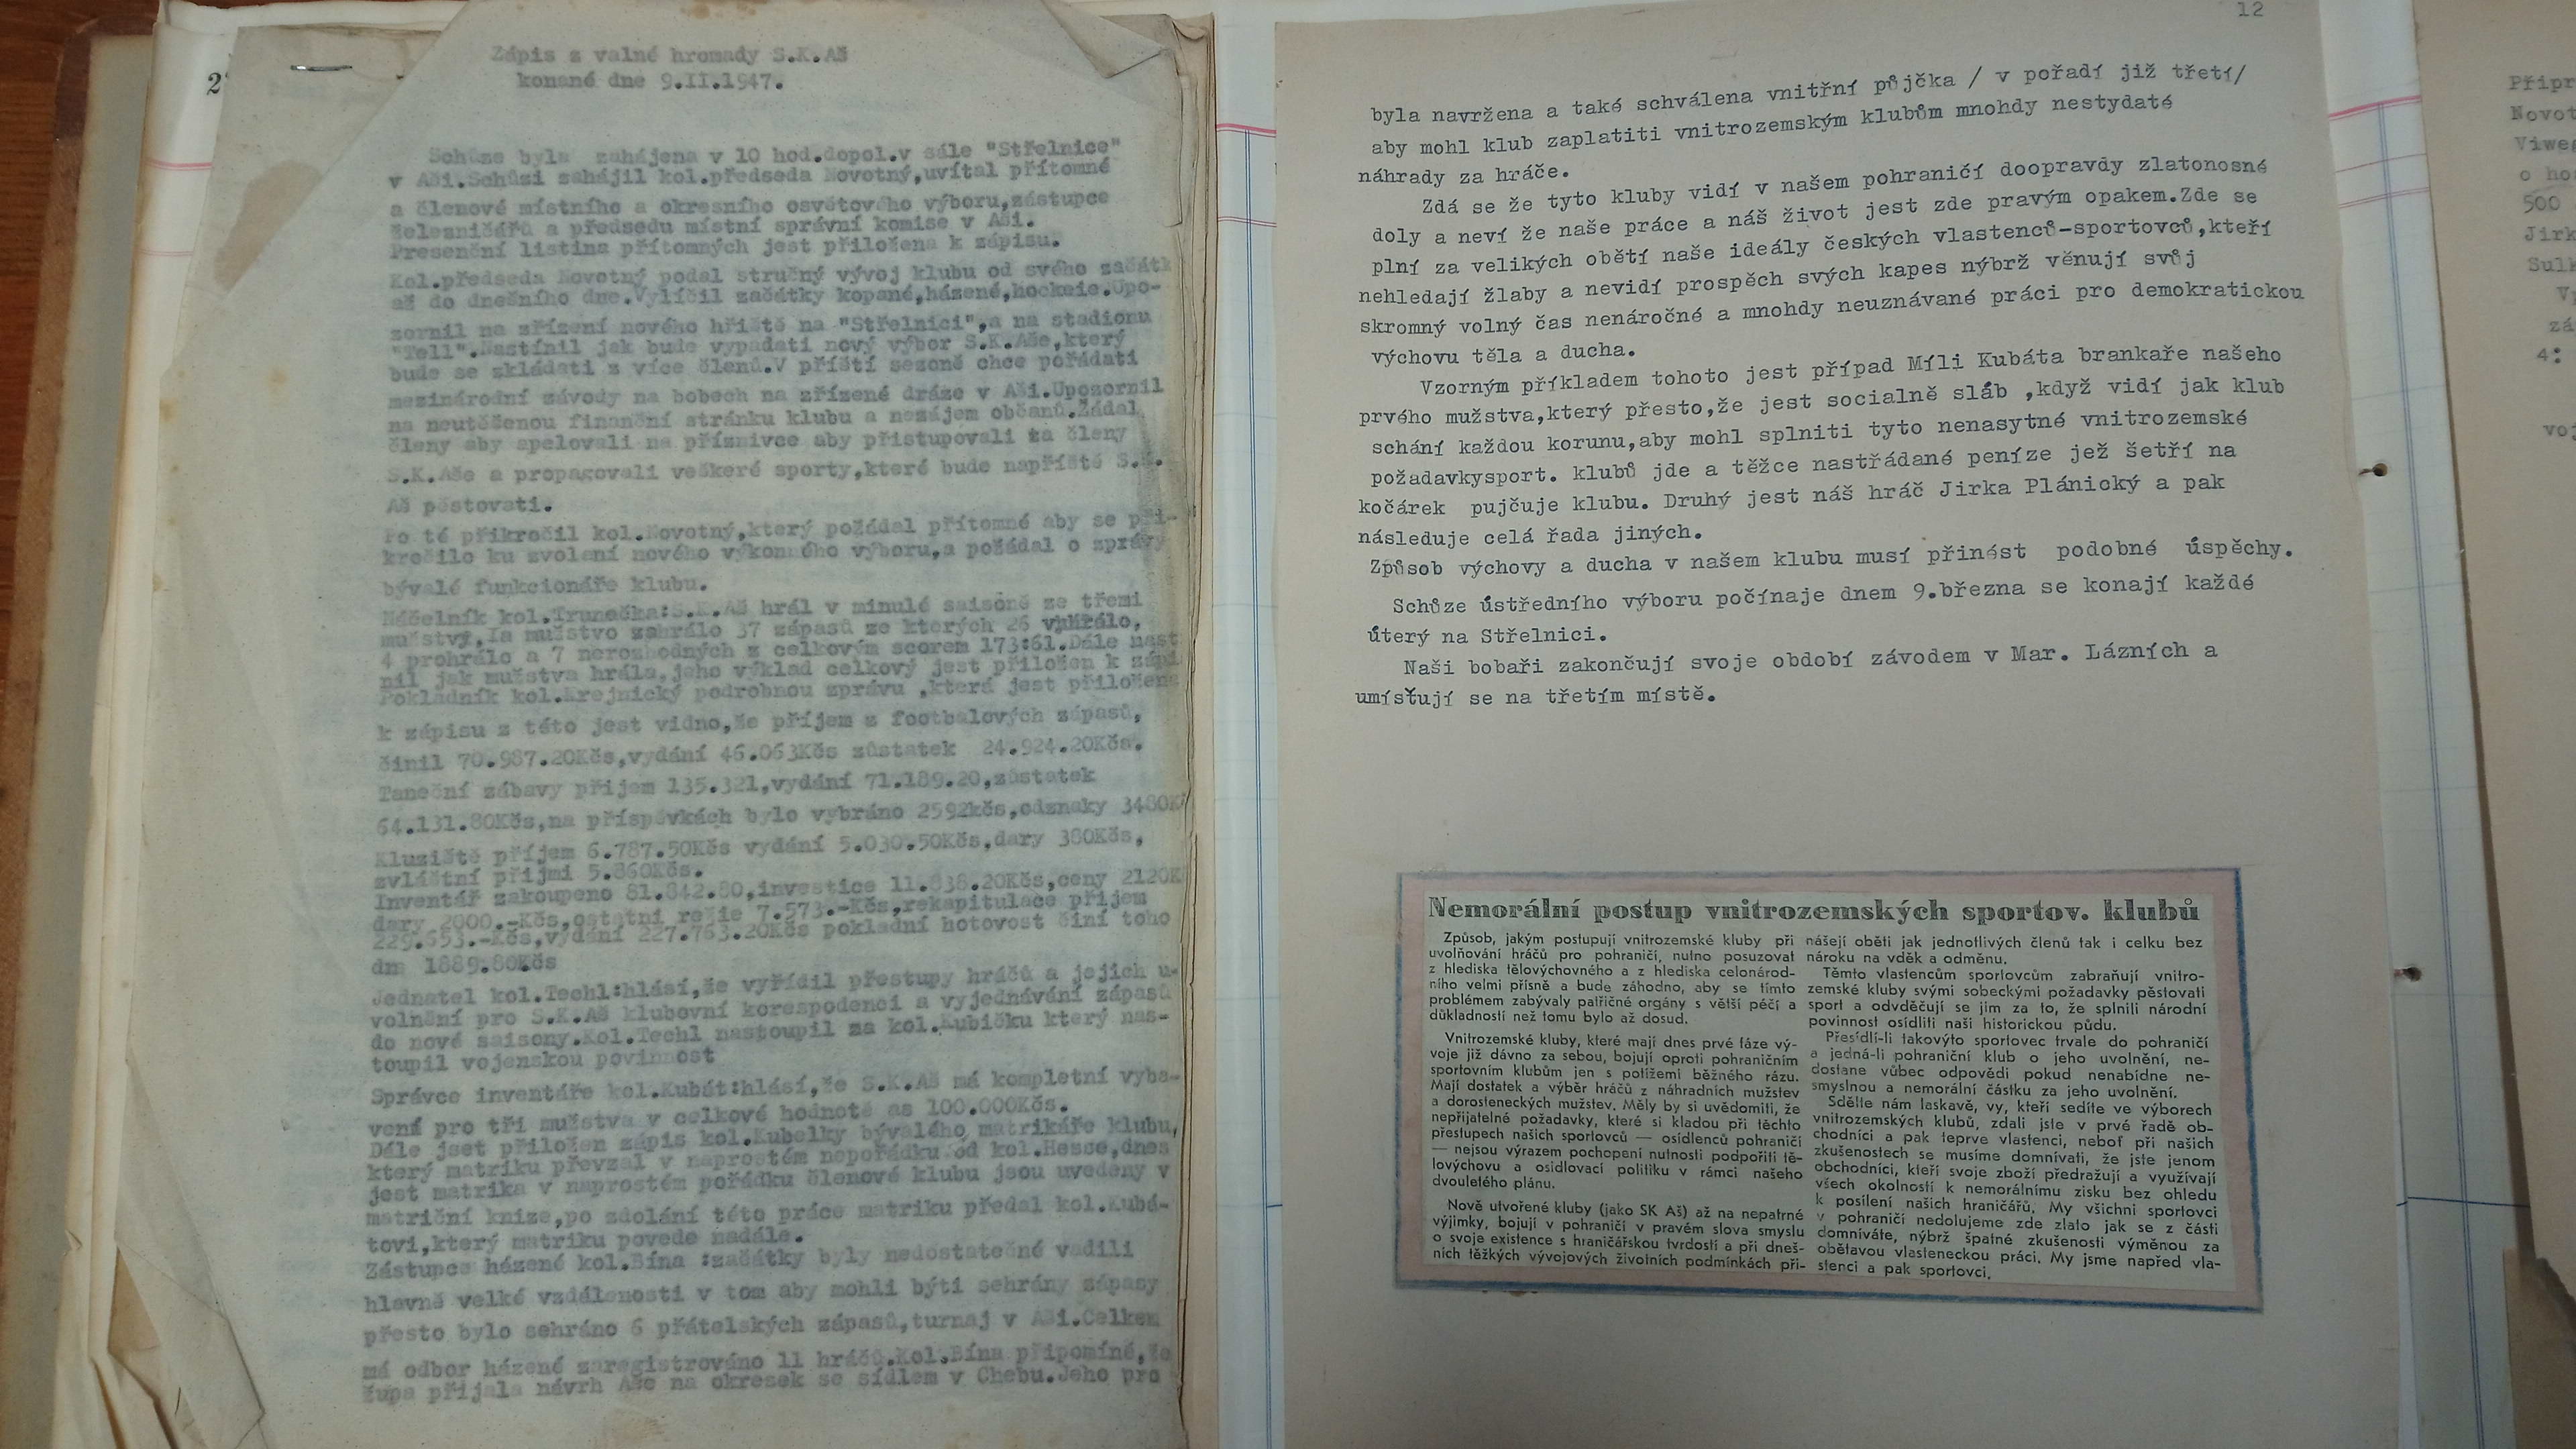 2
Zápis z valné hromady S.K.Aš
konané dne 9.II.1947.
Schůze byla zahájena v 10 hod.dopol.v sále "Střelnice"
v Aši.Schůzi zahájil kol.předseda Novotný,uvítal přítomné
a členové místního a okresního osvětového výboru,zástupce
železničářů a předsedu místní správní komise v Aši.
Presenční listina přítomných jest přiložena k zápisu.
Kol.předseda Novotný podal stručný vývoj klubu od svého začátk
až do dnešního dne.Vylíčil začátky kopané,házené,hockeie.Upo-
zornil na zřízení nového hřiště na "Střelnici",a na stadionu
"Tell".Nastínil jak bude vypadati nový výbor S.K.Aše,který
bude se skládati z více členů.V příští sezoně chce pořádati
mezinárodní závody na bobech na zřízené dráze v Aši.Upozornil
na neutěšenou finanční stránku klubu a nezájem občanů.Žádal
členy aby apelovali na příznivce aby přistupovali za členy
S.K.Aše a propagovali veškeré sporty,které bude napříště S.K.
Aš pěstovati.
Po té přikročil kol.Novotný,který požádal přítomné aby se při-
kročilo ku zvolení nového výkonného výboru,a požádal o zprávy
bývalé funkcionáře klubu.
Náčelník kol.Trunečka:S.K.Aš hrál v minulé saisoně ze třemi
mužstvy,Ia mužstvo sehrálo 37 zápasů ze kterých 26 vyhrálo,
4 prohrálo a 7 nerozhodných z celkovým scorem 173:61.Dále nast
nil jak mužstva hrála,jeho výklad celkový jest přiložen k zápi
Pokladník kol.Krejnický podrobnou zprávu ,která jest přiložena
k zápisu z této jest vidno,že příjem z footbalových zápasů,
činil 70.987.20Kčs,vydání 46.063Kčs zůstatek 24.924.20Kčs.
Taneční zábavy příjem 135.321,vydání 71.189.20,zůstatek
64.131.80Kčs,na příspěvkách bylo vybráno 2592kčs,odznaky 3480K
Kluziště příjem 6.787.50Kčs vydání 5.030.50Kčs,dary 380Kčs,
zvláštní příjmi 5.860Kčs.
Inventář zakoupeno 81.842.80,investice 11.838.20Kčs,ceny 2120K
dary 2000.-Kčs,ostatní režie 7.573.-Kčs,rekapitulace příjem
229.653.-Kčs,vydání 227.763.20Kčs pokladní hotovost činí toho
dne 1889.80Kčs
Jednatel kol.Techl:hlásí,že vyřídil přestupy hráčů a jejich u-
volnění pro S.K.Aš klubovní korespodenci a vyjednávání zápasů
do nové saisony.Kol.Techl nastoupil za kol.Kubičku který nas-
toupil vojenskou povinnost
Správce inventáře kol.Kubát:hlásí,že S.K.Aš má kompletní vyba-
vení pro tři mužstva v celkové hodnotě as 100.000Kčs.
Dále jset přiložen zápis kol.Kubelky bývalého matrikáře klubu,
který matriku převzal v naprostém nepořádku od kol.Hesse,dnes
jest matrika v naprostém pořádku členové klubu jsou uvedeny v
matriční knize,po zdolání této práce matriku předal kol.Kubá-
tovi,který matriku povede nadále.
Zástupce házené kol.Bína :začátky byly nedostatečné vadili
hlavně velké vzdálenosti v tom aby mohli býti sehrány zápasy
přesto bylo sehráno 6 přátelských zápasů,turnaj v Aši.Celkem
má odbor házené zaregistrováno 11 hráčů.Kol.Bína připomíné,že
župa přijala návrh Aše na okresek se sídlem v Chebu.Jeho pro
12
byla navržena a také schválena vnitřní půjčka / v pořadí již třetí/
aby mohl klub zaplatiti vnitrozemským klubům mnohdy nestydaté
náhrady za hráče.
Zdá se že tyto kluby vidí v našem pohraničí doopravdy zlatonosné
doly a neví že naše práce a náš život jest zde pravým opakem.Zde se
plní za velikých obětí naše ideály českých vlastenců-sportovců,kteří
nehledají žlaby a nevidí prospěch svých kapes nýbrž věnují svůj
skromný volný čas nenáročné a mnohdy neuznávané práci pro demokratickou
výchovu těla a ducha.
Vzorným příkladem tohoto jest případ Míli Kubáta brankaře našeho
prvého mužstva,který přesto,že jest socialně sláb ,když vidí jak klub
schání každou korunu,aby mohl splniti tyto nenasytné vnitrozemské
požadavkysport. klubů jde a těžce nastřádané peníze jež šetří na
kočárek pujčuje klubu. Druhý jest náš hráč Jirka Plánický a pak
následuje celá řada jiných.
Způsob výchovy a ducha v našem klubu musí přinést podobné úspěchy.
Schůze ústředního výboru počínaje dnem 9.března se konají každé
úterý na Střelnici.
Naši bobaři zakončují svoje období závodem v Mar. Lázních a
umísťují se na třetím místě.
Nemorální postup vnitrozemských sportov. klubů
Způsob, jakým postupují vnitrozemské kluby při
uvolňování hráčů pro pohraničí, nutno posuzovat
z hlediska tělovýchovného a z hlediska celonárod-
ního velmi přísně a bude záhodno, aby se tímto
problémem zabývaly patřičné orgány s větší péčí a
důkladností než tomu bylo až dosud.
Vnitrozemské kluby, které mají dnes prvé fáze vý-
voje již dávno za sebou, bojují oproti pohraničním
sportovním klubům jen s potížemi běžného rázu.
Mají dostatek a výběr hráčů z náhradních mužstev
a dorosteneckých mužstev. Měly by si uvědomiti, že
nepřijatelné požadavky, které si kladou při těchto
přestupech našich sportovců — osídlenců pohraničí
— nejsou výrazem pochopení nutnosti podpořiti tě-
lovýchovu a osidlovací politiku v rámci našeho
dvouletého plánu.
Nově utvořené kluby (jako SK Aš) až na nepatrné
výjimky, bojují v pohraničí v pravém slova smyslu
o svoje existence s hraničářskou tvrdostí a při dneš-
ních těžkých vývojových životních podmínkách při-
nášejí oběti jak jednotlivých členů tak i celku bez
nároku na vděk a odměnu.
Těmto vlastencům sportovcům zabraňují vnitro-
zemské kluby svými sobeckými požadavky pěstovati
sport a odvděčují se jim za to, že splnili národní
povinnost osídliti naši historickou půdu.
Přesídlí-li takovýto sportovec trvale do pohraničí
a jedná-li pohraniční klub o jeho uvolnění, ne-
dostane vůbec odpovědi pokud nenabídne ne-
smyslnou a nemorální částku za jeho uvolnění.
Sdělte nám laskavě, vy, kteří sedíte ve výborech
vnitrozemských klubů, zdali jste v prvé řadě ob-
chodníci a pak teprve vlastenci, neboť při našich
zkušenostech se musíme domnívati, že jste jenom
obchodníci, kteří svoje zboží předražují a využívají
všech okolností k nemorálnímu zisku bez ohledu
k posílení našich hraničářů. My všichni sportovci
v pohraničí nedolujeme zde zlato jak se z části
domníváte, nýbrž špatné zkušenosti výměnou za
obětavou vlasteneckou práci. My jsme napřed vla-
stenci a pak sportovci.
Připr
Novot
Viwe
o ho
500
Jirk
Sulk
V
zá
4:
voj